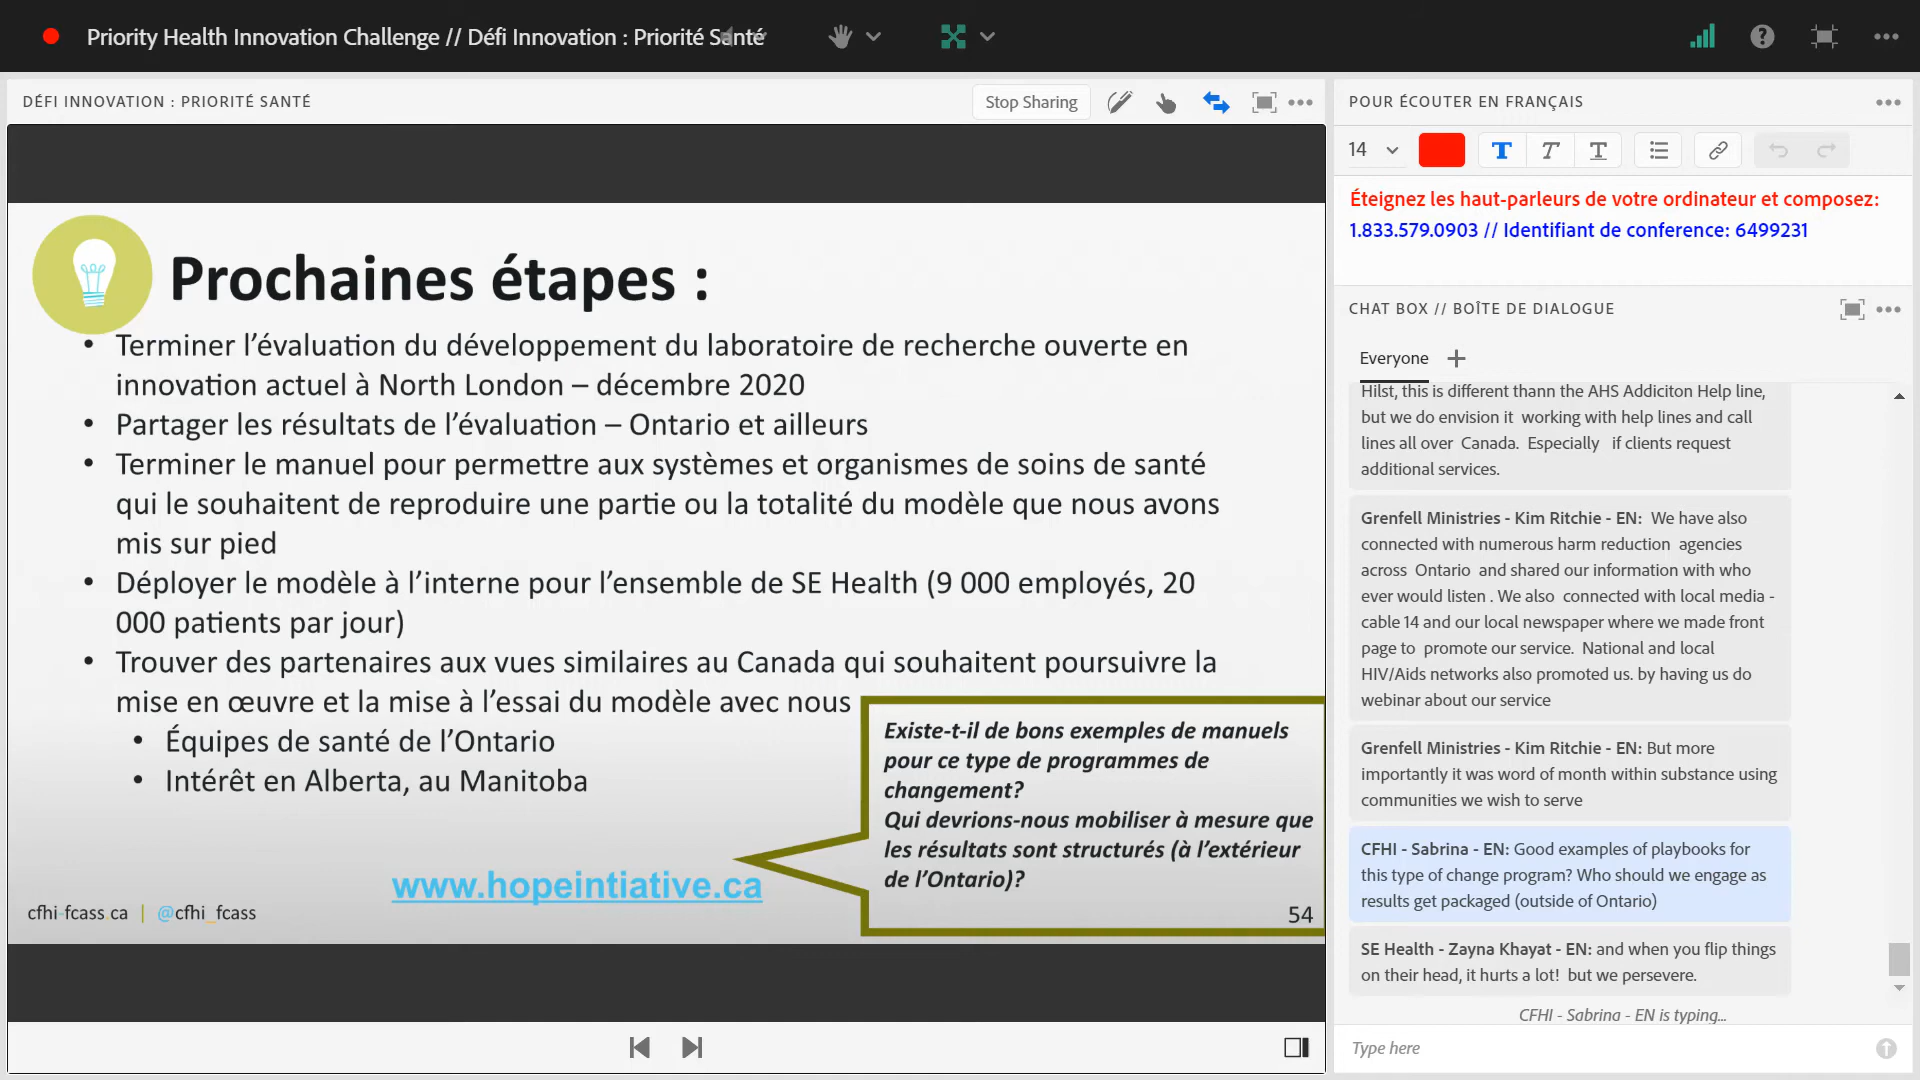 Priority Health Innovation Challenge // Défi Innovation : Priorité Santé
DÉFI INNOVATION : PRIORITÉ SANTÉ
Stop Sharing
Prochaines étapes :
• Terminer l’évaluation du développement du laboratoire de recherche ouverte en
innovation actuel à North London – décembre 2020
• Partager les résultats de l’évaluation – Ontario et ailleurs
• Terminer le manuel pour permettre aux systèmes et organismes de soins de santé
qui le souhaitent de reproduire une partie ou la totalité du modèle que nous avons
mis sur pied
• Déployer le modèle à l’interne pour l’ensemble de SE Health (9 000 employés, 20
000 patients par jour)
• Trouver des partenaires aux vues similaires au Canada qui souhaitent poursuivre la
mise en œuvre et la mise à l’essai du modèle avec nous
• Équipes de santé de l’Ontario
• Intérêt en Alberta, au Manitoba
Existe-t-il de bons exemples de manuels
pour ce type de programmes de
changement?
Qui devrions-nous mobiliser à mesure que
les résultats sont structurés (à l’extérieur
de l’Ontario)?
www.hopeintiative.ca
cfhi-fcass.ca | @cfhi_fcass
54
POUR ÉCOUTER EN FRANÇAIS
14
T T T
Éteignez les haut-parleurs de votre ordinateur et composez:
1.833.579.0903 // Identifiant de conference: 6499231
CHAT BOX // BOÎTE DE DIALOGUE
Everyone
Hilst, this is different thann the AHS Addiciton Help line,
but we do envision it working with help lines and call
lines all over Canada. Especially if clients request
additional services.
Grenfell Ministries - Kim Ritchie - EN: We have also
connected with numerous harm reduction agencies
across Ontario and shared our information with who
ever would listen . We also connected with local media -
cable 14 and our local newspaper where we made front
page to promote our service. National and local
HIV/Aids networks also promoted us. by having us do
webinar about our service
Grenfell Ministries - Kim Ritchie - EN: But more
importantly it was word of month within substance using
communities we wish to serve
CFHI - Sabrina - EN: Good examples of playbooks for
this type of change program? Who should we engage as
results get packaged (outside of Ontario)
SE Health - Zayna Khayat - EN: and when you flip things
on their head, it hurts a lot! but we persevere.
CFHI - Sabrina - EN is typing...
Type here